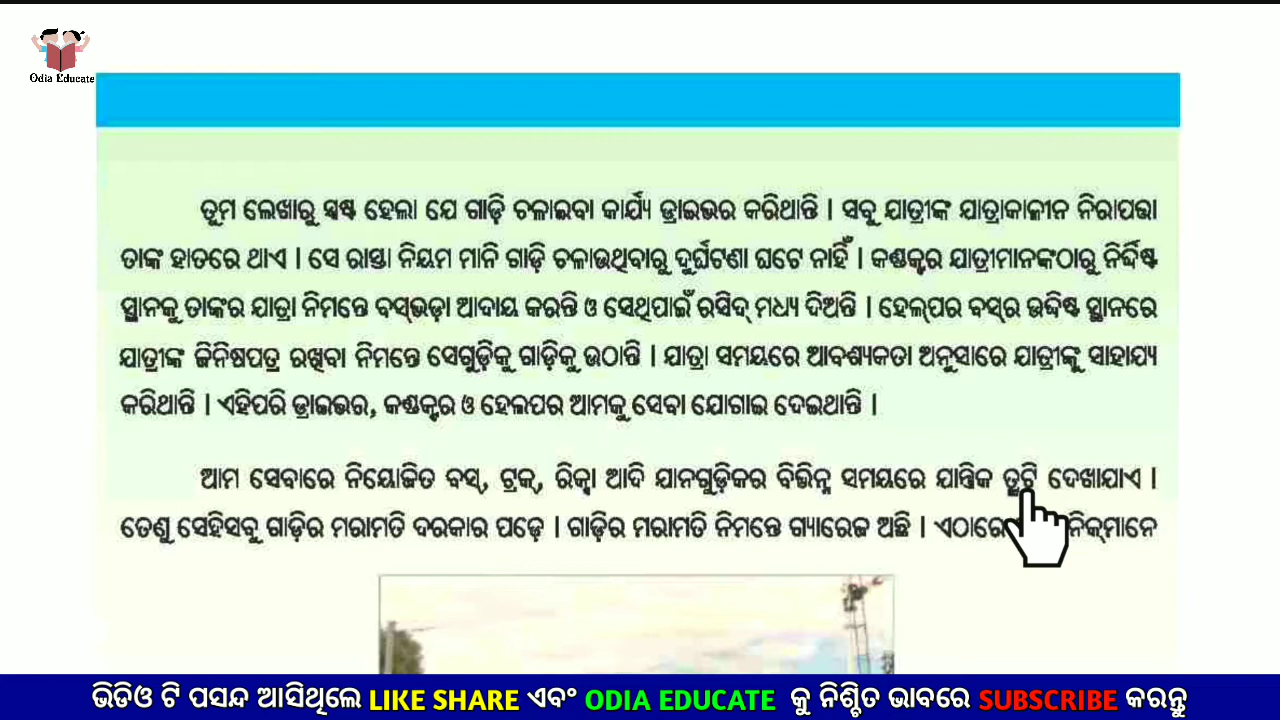 Odia Educate
ତୁମ ଲେଖାରୁ ସ୍ପଷ୍ଟ ହେଲା ଯେ ଗାଡ଼ି ଚଳାଇବା କାର୍ଯ୍ୟ ଡ୍ରାଇଭର କରିଥାନ୍ତି । ସବୁ ଯାତ୍ରୀଙ୍କ ଯାତ୍ରାକାଳୀନ ନିରାପତ୍ତା
ତାଙ୍କ ହାତରେ ଥାଏ । ସେ ରାସ୍ତା ନିୟମ ମାନି ଗାଡ଼ି ଚଳାଉଥିବାରୁ ଦୁର୍ଘଟଣା ଘଟେ ନାହିଁ । କଣ୍ଡକ୍ଟର ଯାତ୍ରୀମାନଙ୍କଠାରୁ ନିର୍ଦ୍ଦିଷ୍ଟ
ସ୍ଥାନକୁ ତାଙ୍କର ଯାତ୍ରା ନିମନ୍ତେ ବସ୍‌ଭଡ଼ା ଆଦାୟ କରନ୍ତି ଓ ସେଥିପାଇଁ ରସିଦ୍ ମଧ୍ୟ ଦିଅନ୍ତି । ହେଲ୍‌ପର ବସ୍‌ର ଉଦ୍ଦିଷ୍ଟ ସ୍ଥାନରେ
ଯାତ୍ରୀଙ୍କ ଜିନିଷପତ୍ର ରଖିବା ନିମନ୍ତେ ସେଗୁଡ଼ିକୁ ଗାଡ଼ିକୁ ଉଠାନ୍ତି । ଯାତ୍ରା ସମୟରେ ଆବଶ୍ୟକତା ଅନୁସାରେ ଯାତ୍ରୀଙ୍କୁ ସାହାଯ୍ୟ
କରିଥାନ୍ତି । ଏହିପରି ଡ୍ରାଇଭର, କଣ୍ଡକ୍ଟର ଓ ହେଲପର ଆମକୁ ସେବା ଯୋଗାଇ ଦେଇଥାନ୍ତି ।
ଆମ ସେବାରେ ନିୟୋଜିତ ବସ୍, ଟ୍ରକ୍, ରିକ୍ସା ଆଦି ଯାନଗୁଡ଼ିକର ବିଭିନ୍ନ ସମୟରେ ଯାନ୍ତ୍ରିକ ତ୍ରୁଟି ଦେଖାଯାଏ ।
ତେଣୁ ସେହିସବୁ ଗାଡ଼ିର ମରାମତି ଦରକାର ପଡ଼େ । ଗାଡ଼ିର ମରାମତି ନିମନ୍ତେ ଗ୍ୟାରେଜ ଅଛି । ଏଠାରେ
ଭିଡିଓ ଟି ପସନ୍ଦ ଆସିଥିଲେ LIKE SHARE ଏବଂ ODIA EDUCATE କୁ ନିଶ୍ଚିତ ଭାବରେ SUBSCRIBE କରନ୍ତୁ